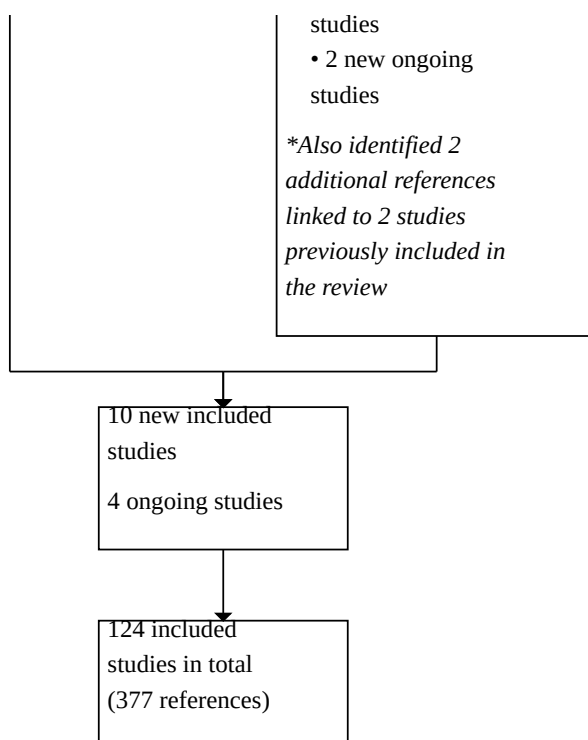 studies
• 2 new ongoing
studies
*Also identified 2
additional references
linked to 2 studies
previously included in
the review
10 new included
studies
4 ongoing studies
124 included
studies in total
(377 references)